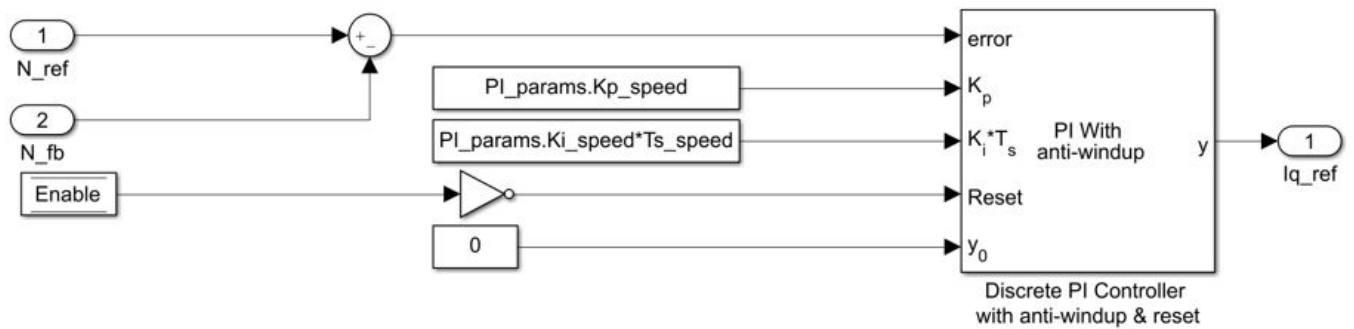 1
N_ref
+
-
error
PI_params.Kp_speed
Kp
2
N_fb
PI_params.Ki_speed*Ts_speed
Ki*Ts
PI With
anti-windup
y
1
Iq_ref
Enable
Reset
0
y0
Discrete PI Controller
with anti-windup & reset